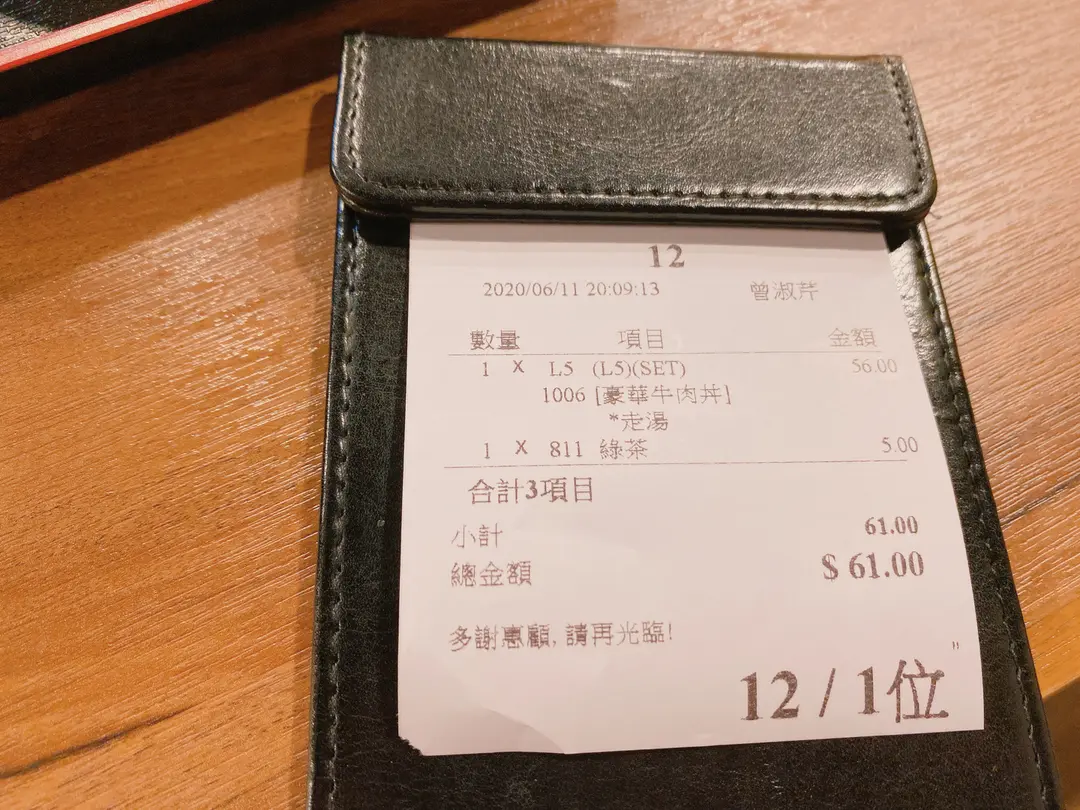 12
2020/06/11 20:09:13 曾淑芹
數量 項目 金額
1 X L5 (L5)(SET) 56.00
1006 [豪華牛肉丼]
*走湯
1 X 811 綠茶 5.00
合計3項目
小計 61.00
總金額 $ 61.00
多謝惠顧, 請再光臨!
"
12 / 1位